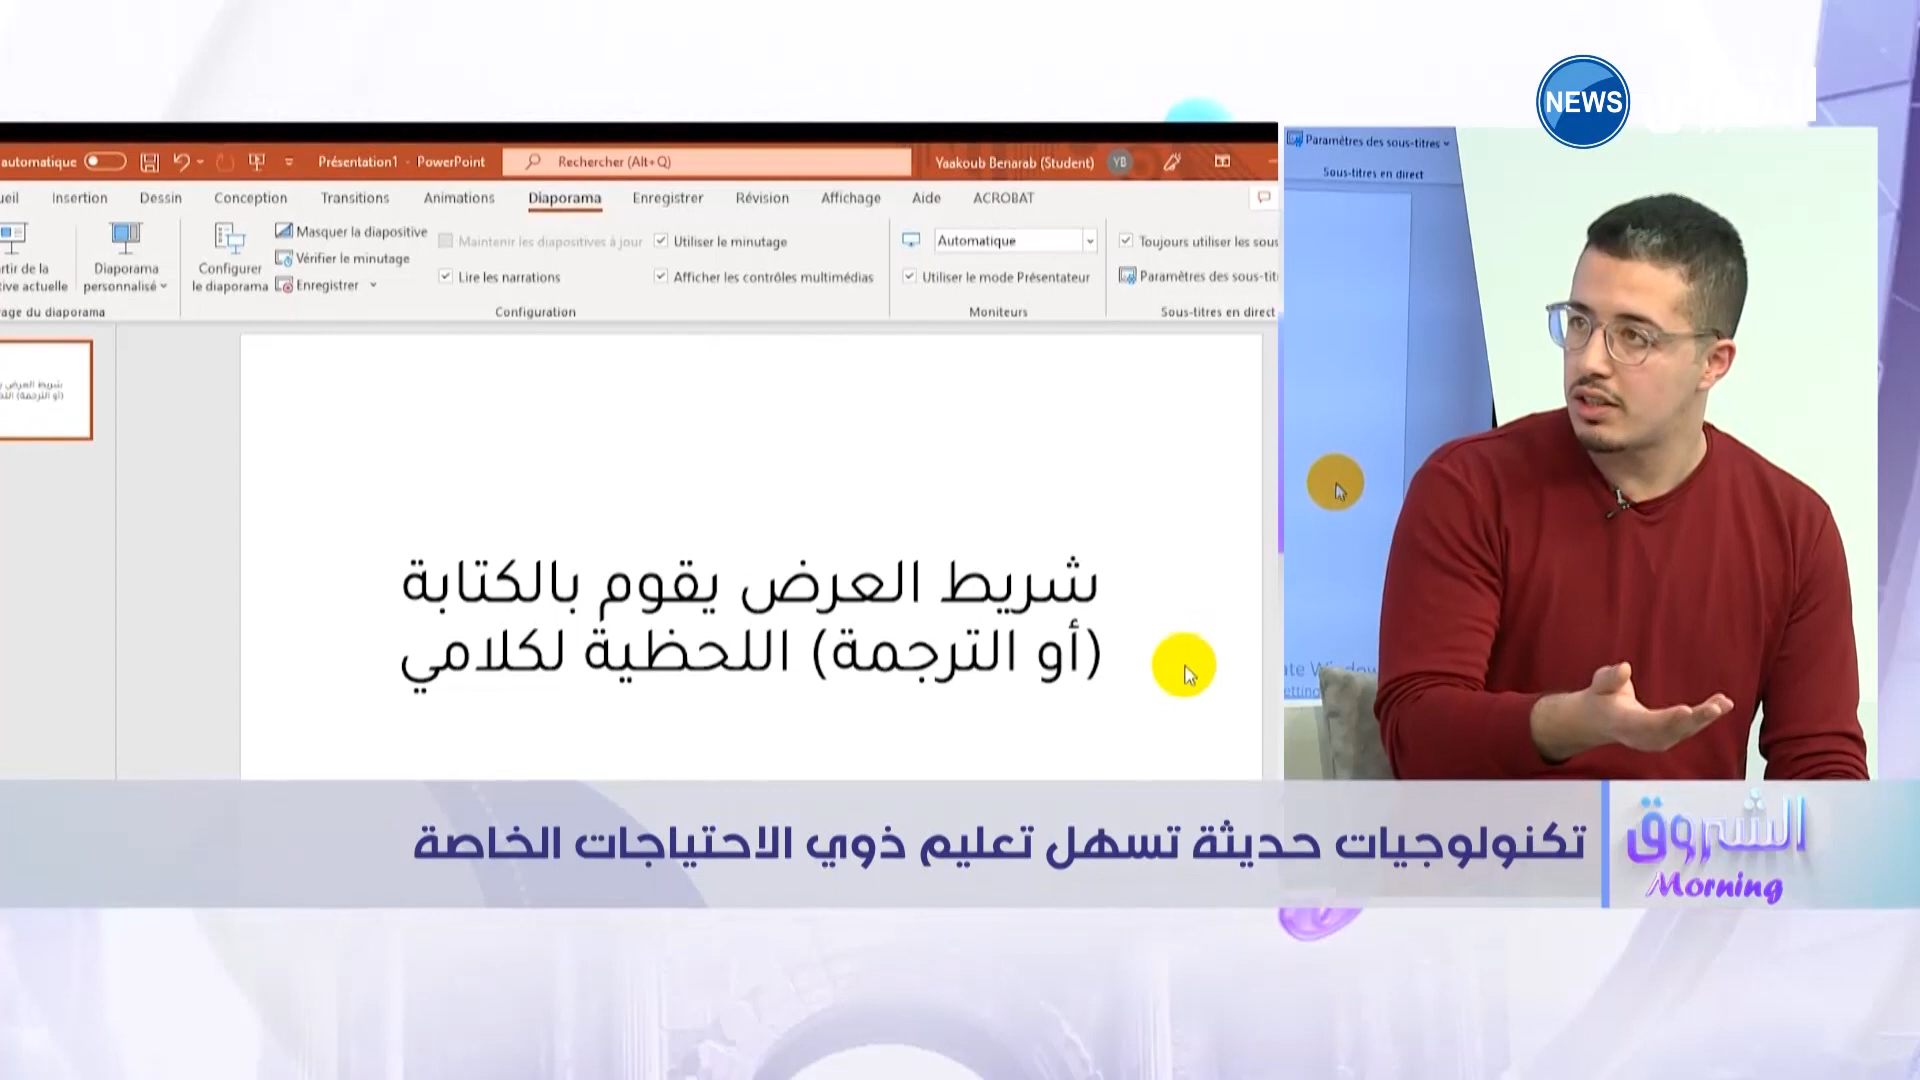 NEWS
automatique
Présentation1 - PowerPoint
Rechercher (Alt+Q)
Yaakoub Benarab (Student)
YB
Insertion
Dessin
Conception
Transitions
Animations
Diaporama
Enregistrer
Révision
Affichage
Aide
ACROBAT
Diaporama
personnalisé
Configurer
le diaporama
Masquer la diapositive
Vérifier le minutage
Enregistrer
Maintenir les diapositives à jour
Lire les narrations
Utiliser le minutage
Afficher les contrôles multimédias
Configuration
Automatique
Utiliser le mode Présentateur
Moniteurs
Toujours utiliser les sous
Paramètres des sous-tit
Sous-titres en direct
Paramètres des sous-titres
Sous-titres en direct
شريط العرض يقوم بالكتابة
(أو الترجمة) اللحظية لكلامي
تكنولوجيات حديثة تسهل تعليم ذوي الاحتياجات الخاصة
الشروق
Morning